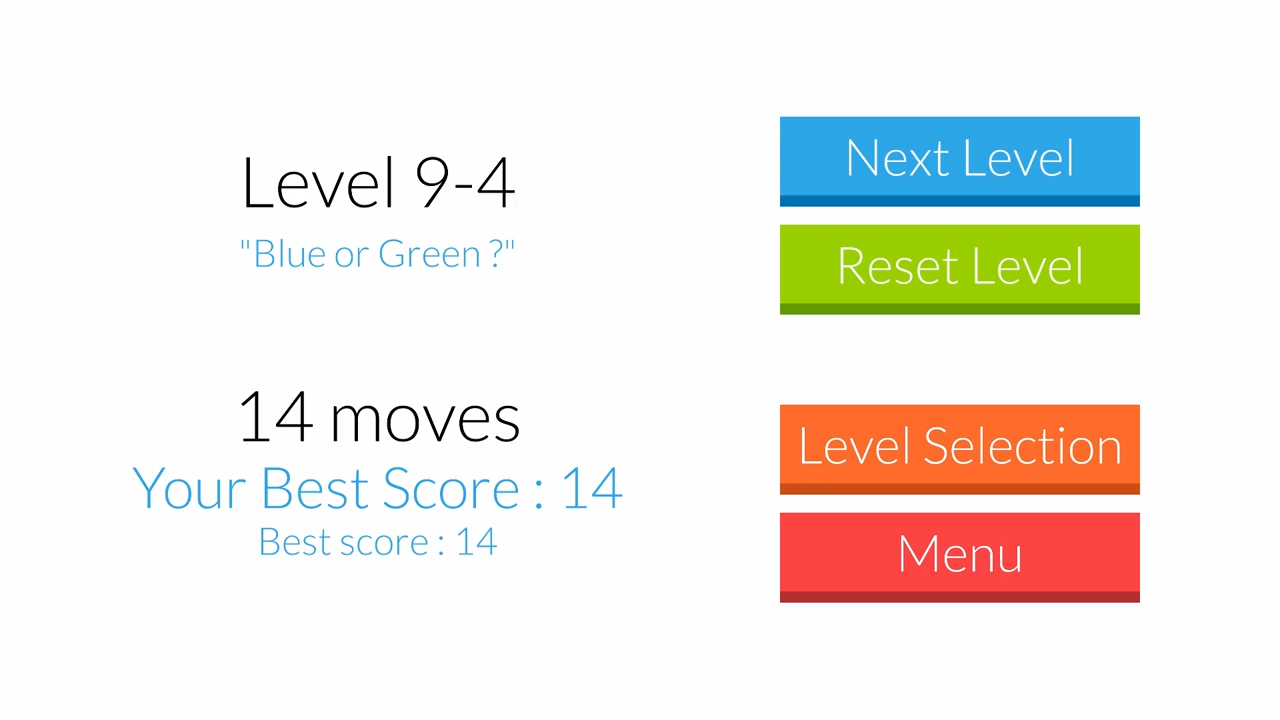 Level 9-4
"Blue or Green ?"
14 moves
Your Best Score : 14
Best score : 14
Next Level
Reset Level
Level Selection
Menu